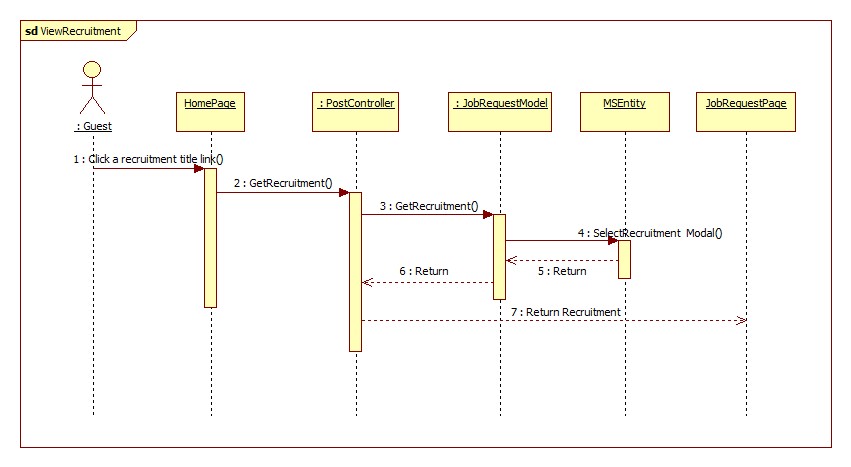 sd ViewRecruitment
: Guest
HomePage
: PostController
: JobRequestModel
MSEntity
JobRequestPage
1 : Click a recruitment title link()
2 : GetRecruitment()
3 : GetRecruitment()
4 : SelectRecruitment Modal()
5 : Return
6 : Return
7 : Return Recruitment